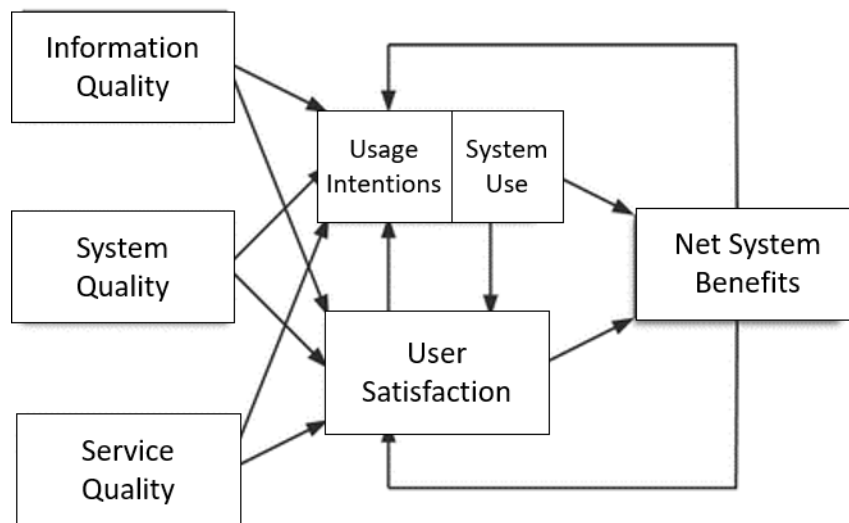 Information
Quality
Usage
Intentions
System
Use
System
Quality
Net System
Benefits
User
Satisfaction
Service
Quality